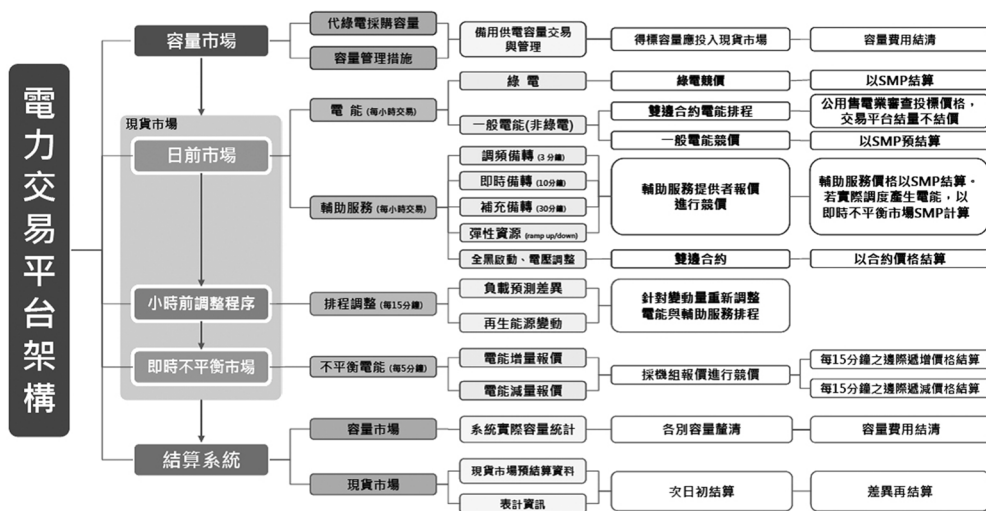 電力交易平台架構
容量市場
代綠電採購容量
容量管理措施
備用供電容量交易
與管理
得標容量應投入現貨市場
容量費用結清
現貨市場
日前市場
電 能 (每小時交易)
綠 電
綠電競價
以SMP結算
一般電能(非綠電)
雙邊合約電能排程
公用售電業審查投標價格，
交易平台結量不結價
一般電能競價
以SMP預結算
輔助服務 (每小時交易)
調頻備轉 (3 分鐘)
即時備轉 (10分鐘)
補充備轉 (30分鐘)
彈性資源 (ramp up/down)
輔助服務提供者報價
進行競價
輔助服務價格以SMP結算。
若實際調度產生電能，以
即時不平衡市場SMP計算
全黑啟動、電壓調整
雙邊合約
以合約價格結算
小時前調整程序
排程調整 (每15分鐘)
負載預測差異
再生能源變動
針對變動量重新調整
電能與輔助服務排程
即時不平衡市場
不平衡電能 (每5分鐘)
電能增量報價
電能減量報價
採機組報價進行競價
每15分鐘之邊際遞增價格結算
每15分鐘之邊際遞減價格結算
結算系統
容量市場
系統實際容量統計
各別容量釐清
容量費用結清
現貨市場
現貨市場預結算資料
表計資訊
次日初結算
差異再結算